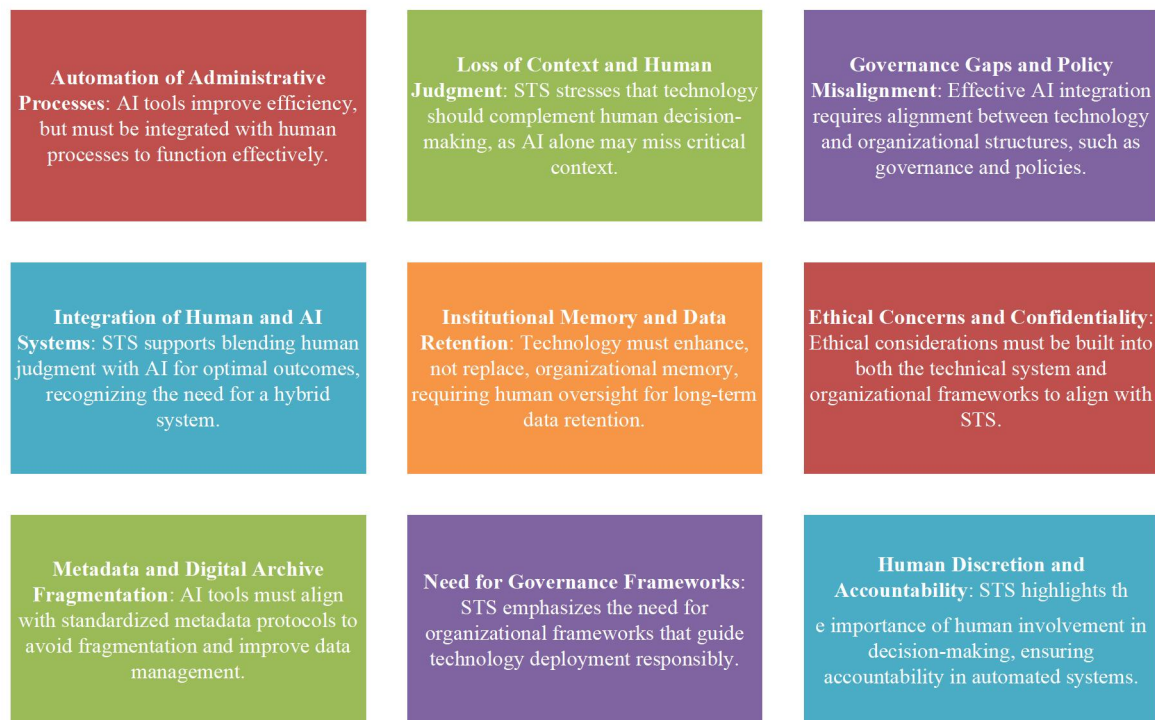 Automation of Administrative
Processes: AI tools improve efficiency,
but must be integrated with human
processes to function effectively.
Loss of Context and Human
Judgment: STS stresses that technology
should complement human decision-
making, as AI alone may miss critical
context.
Governance Gaps and Policy
Misalignment: Effective AI integration
requires alignment between technology
and organizational structures, such as
governance and policies.
Integration of Human and AI
Systems: STS supports blending human
judgment with AI for optimal outcomes,
recognizing the need for a hybrid
system.
Institutional Memory and Data
Retention: Technology must enhance,
not replace, organizational memory,
requiring human oversight for long-term
data retention.
Ethical Concerns and Confidentiality:
Ethical considerations must be built into
both the technical system and
organizational frameworks to align with
STS.
Metadata and Digital Archive
Fragmentation: AI tools must align
with standardized metadata protocols to
avoid fragmentation and improve data
management.
Need for Governance Frameworks:
STS emphasizes the need for
organizational frameworks that guide
technology deployment responsibly.
Human Discretion and
Accountability: STS highlights th
e importance of human involvement in
decision-making, ensuring
accountability in automated systems.